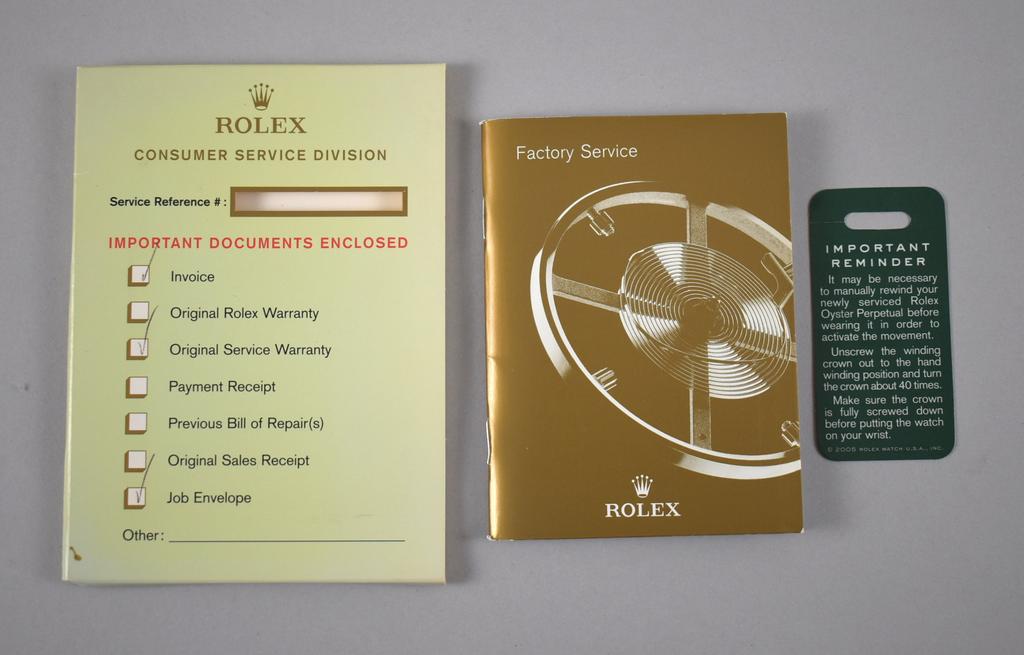 ROLEX
CONSUMER SERVICE DIVISION
Service Reference # :
IMPORTANT DOCUMENTS ENCLOSED
Invoice
Original Rolex Warranty
Original Service Warranty
Payment Receipt
Previous Bill of Repair(s)
Original Sales Receipt
Job Envelope
Other:
Factory Service
ROLEX
IMPORTANT
REMINDER
It may be necessary
to manually rewind your
newly serviced Rolex
Oyster Perpetual before
wearing it in order to
activate the movement.
Unscrew the winding
crown out to the hand
winding position and turn
the crown about 40 times.
Make sure the crown
is fully screwed down
before putting the watch
on your wrist.
© 2005 ROLEX WATCH U.S.A., INC.